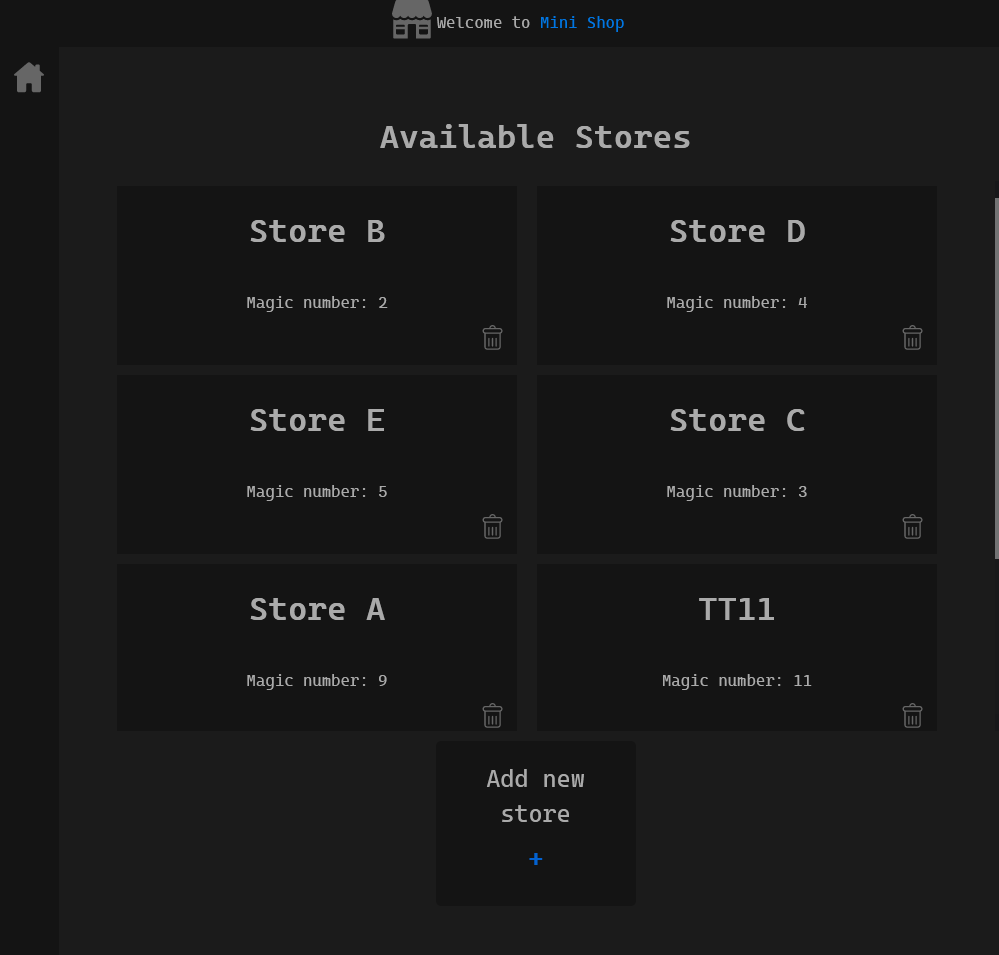 Welcome to Mini Shop
Available Stores
Store B
Magic number: 2
Store D
Magic number: 4
Store E
Magic number: 5
Store C
Magic number: 3
Store A
Magic number: 9
TT11
Magic number: 11
Add new
store
+